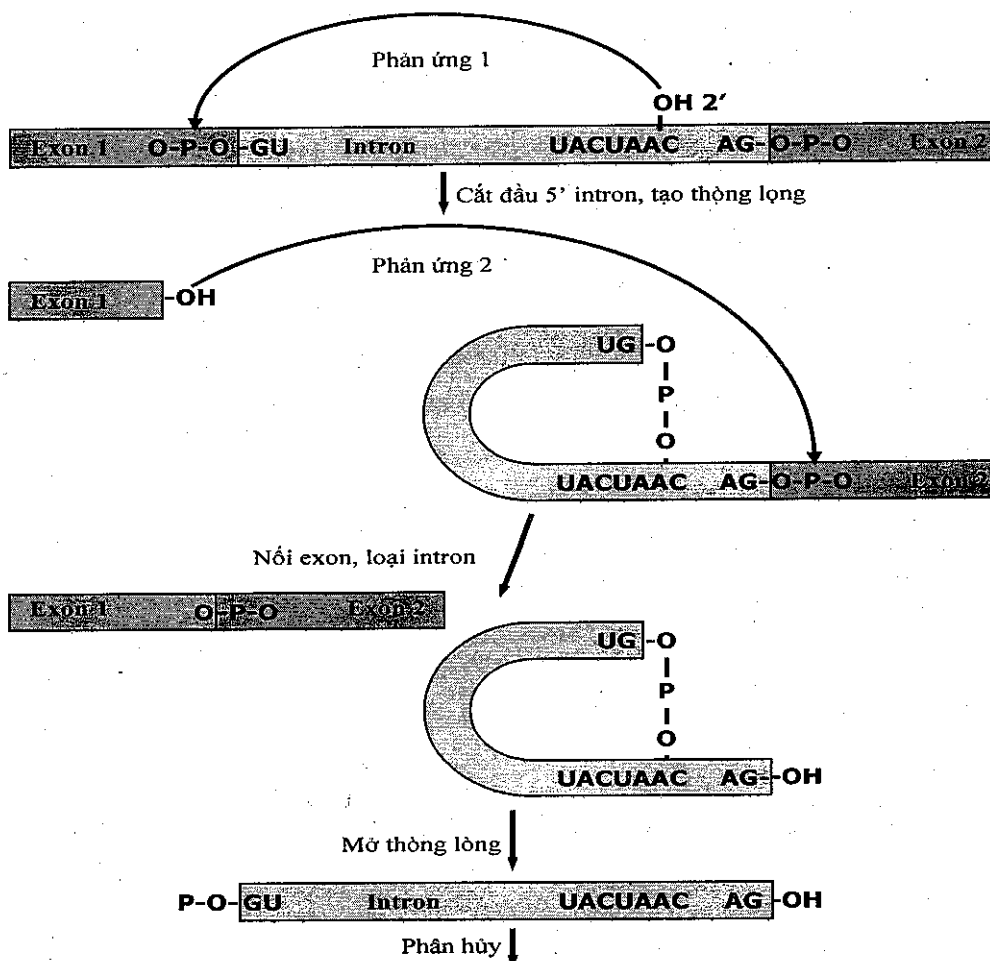 Phản ứng 1
OH 2'
Exon 1 O-P-O-GU Intron UACUAAC AG-O-P-O Exon 2
Cắt đầu 5' intron, tạo thòng lọng
Phản ứng 2
Exon 1 -OH
UG-O
P
O
UACUAAC AG-O-P-O Exon 2
Nối exon, loại intron
Exon 1 O-P-O Exon 2
UG-O
P
O
UACUAAC AG-OH
Mở thòng lòng
P-O-GU Intron UACUAAC AG-OH
Phân hủy